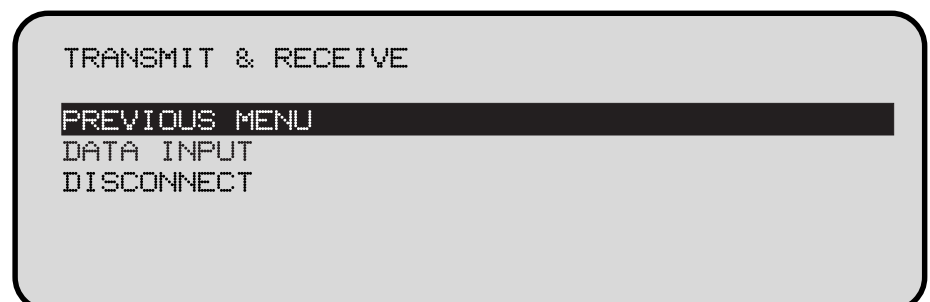 TRANSMIT & RECEIVE
PREVIOUS MENU
DATA INPUT
DISCONNECT